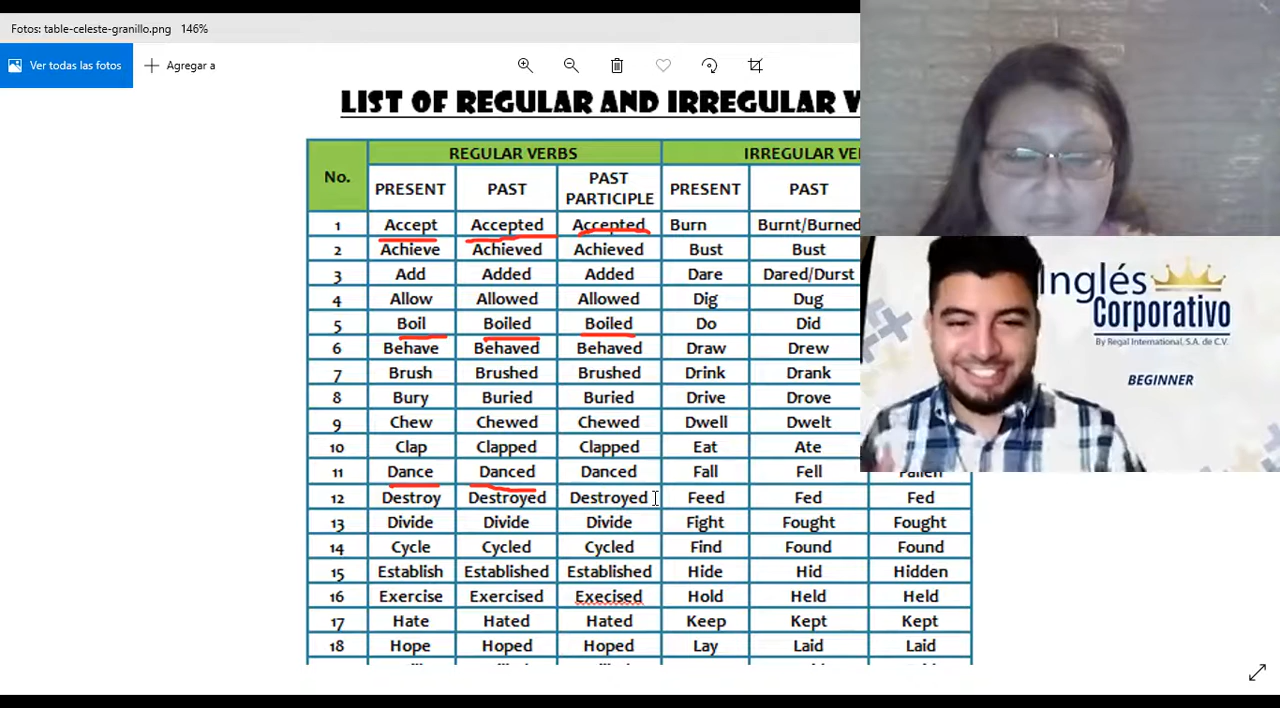 Fotos: table-celeste-granillo.png 146%
Ver todas las fotos Agregar a
LIST OF REGULAR AND IRREGULAR V
No. REGULAR VERBS IRREGULAR VE
PRESENT PAST PAST PARTICIPLE PRESENT PAST
1 Accept Accepted Accepted Burn Burnt/Burned
2 Achieve Achieved Achieved Bust Bust
3 Add Added Added Dare Dared/Durst
4 Allow Allowed Allowed Dig Dug
5 Boil Boiled Boiled Do Did
6 Behave Behaved Behaved Draw Drew
7 Brush Brushed Brushed Drink Drank
8 Bury Buried Buried Drive Drove
9 Chew Chewed Chewed Dwell Dwelt
10 Clap Clapped Clapped Eat Ate
11 Dance Danced Danced Fall Fell Fallen
12 Destroy Destroyed Destroyed Feed Fed Fed
13 Divide Divide Divide Fight Fought Fought
14 Cycle Cycled Cycled Find Found Found
15 Establish Established Established Hide Hid Hidden
16 Exercise Exercised Execised Hold Held Held
17 Hate Hated Hated Keep Kept Kept
18 Hope Hoped Hoped Lay Laid Laid
Inglés
Corporativo
By Regal International, S.A. de C.V.
BEGINNER